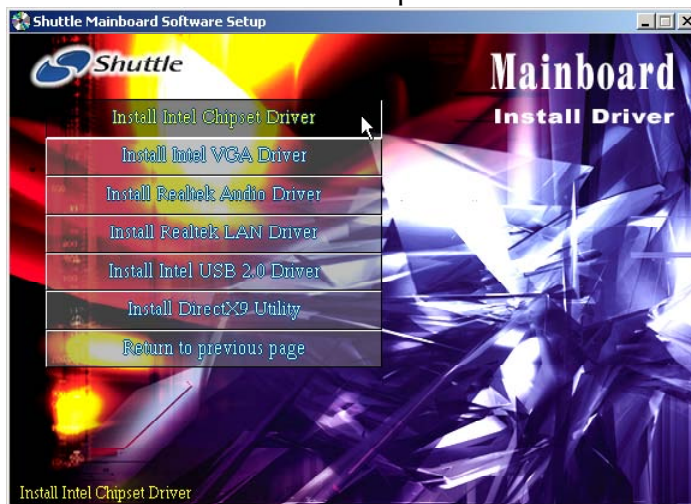 Shuttle Mainboard Software Setup
Shuttle
Mainboard
Install Driver
Install Intel Chipset Driver
Install Intel VGA Driver
Install Realtek Audio Driver
Install Realtek LAN Driver
Install Intel USB 2.0 Driver
Install DirectX9 Utility
Return to previous page
Install Intel Chipset Driver